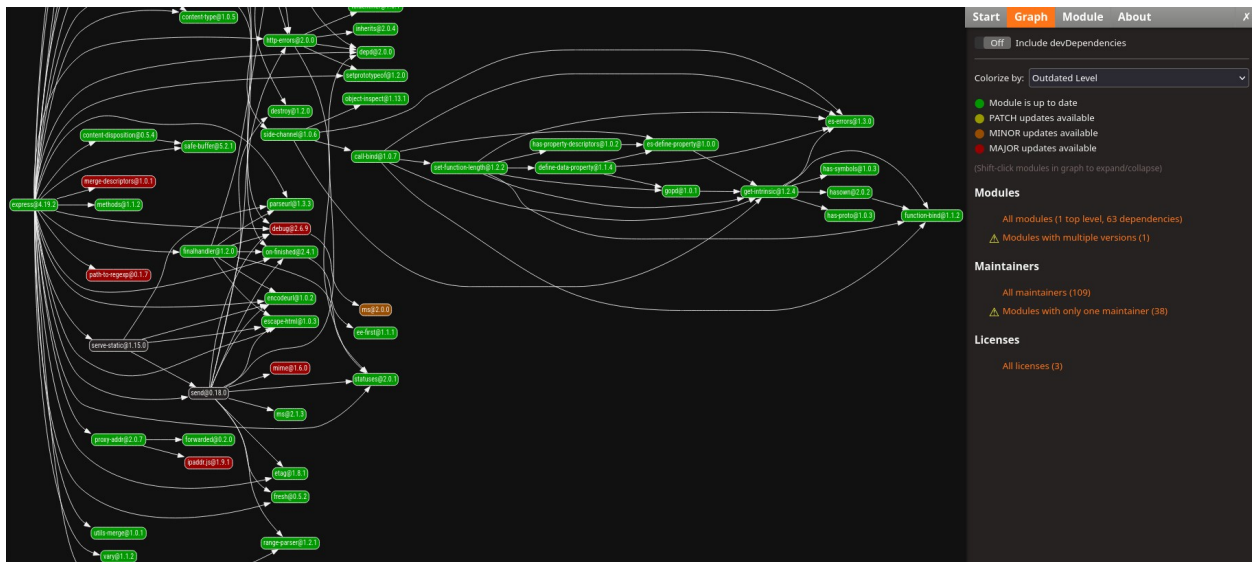 content-type@1.0.5
inherits@2.0.4
http-errors@2.0.0
depd@2.0.0
setprototypeof@1.2.0
object-inspect@1.13.1
destroy@1.2.0
es-errors@1.3.0
content-disposition@0.5.4
side-channel@1.0.6
safe-buffer@5.2.1
has-property-descriptors@1.0.2
es-define-property@1.0.0
call-bind@1.0.7
set-function-length@1.2.2
define-data-property@1.1.4
has-symbols@1.0.3
merge-descriptors@1.0.1
gopd@1.0.1
get-intrinsic@1.2.4
hasown@2.0.2
express@4.19.2
methods@1.1.2
parseurl@1.3.3
has-proto@1.0.3
function-bind@1.1.2
debug@2.6.9
finalhandler@1.2.0
on-finished@2.4.1
path-to-regexp@0.1.7
encodeurl@1.0.2
ms@2.0.0
escape-html@1.0.3
ee-first@1.1.1
serve-static@1.15.0
mime@1.6.0
statuses@2.0.1
send@0.18.0
ms@2.1.3
proxy-addr@2.0.7
forwarded@0.2.0
ipaddr.js@1.9.1
etag@1.8.1
fresh@0.5.2
utils-merge@1.0.1
range-parser@1.2.1
vary@1.1.2
Start Graph Module About ✗
Off Include devDependencies
Colorize by: Outdated Level
Module is up to date
PATCH updates available
MINOR updates available
MAJOR updates available
(Shift-click modules in graph to expand/collapse)
Modules
All modules (1 top level, 63 dependencies)
⚠ Modules with multiple versions (1)
Maintainers
All maintainers (109)
⚠ Modules with only one maintainer (38)
Licenses
All licenses (3)